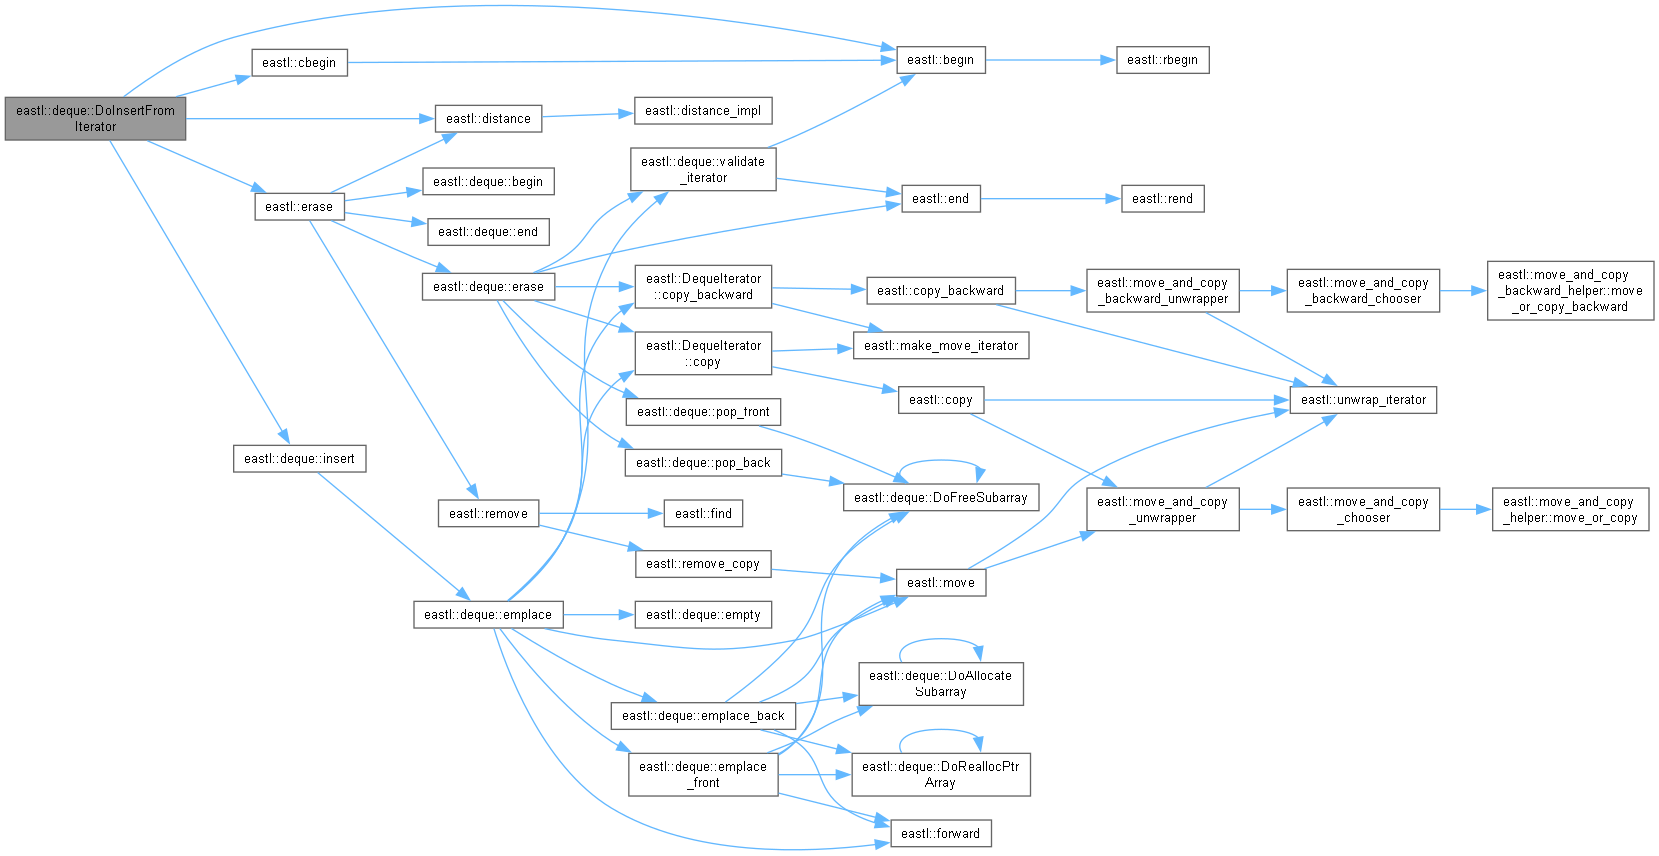 eastl::deque::DoInsertFrom
Iterator
eastl::cbegin
eastl::distance
eastl::erase
eastl::deque::insert
eastl::deque::begin
eastl::deque::end
eastl::deque::erase
eastl::remove
eastl::deque::emplace
eastl::distance_impl
eastl::deque::validate
_iterator
eastl::DequeIterator
::copy_backward
eastl::DequeIterator
::copy
eastl::deque::pop_front
eastl::deque::pop_back
eastl::find
eastl::remove_copy
eastl::deque::empty
eastl::deque::emplace_back
eastl::deque::emplace
_front
eastl::begin
eastl::end
eastl::copy_backward
eastl::make_move_iterator
eastl::copy
eastl::deque::DoFreeSubarray
eastl::move
eastl::deque::DoAllocate
Subarray
eastl::deque::DoReallocPtr
Array
eastl::forward
eastl::rbegin
eastl::rend
eastl::move_and_copy
_backward_unwrapper
eastl::move_and_copy
_unwrapper
eastl::move_and_copy
_backward_chooser
eastl::unwrap_iterator
eastl::move_and_copy
_chooser
eastl::move_and_copy
_backward_helper::move
_or_copy_backward
eastl::move_and_copy
_helper::move_or_copy